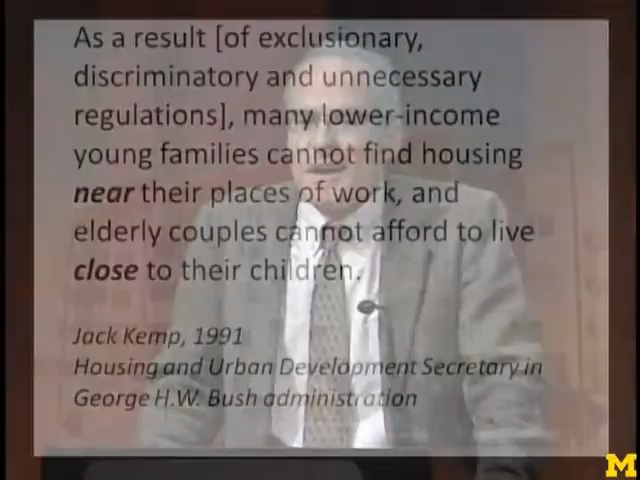 As a result [of exclusionary,
discriminatory and unnecessary
regulations], many lower-income
young families cannot find housing
near their places of work, and
elderly couples cannot afford to live
close to their children.
Jack Kemp, 1991
Housing and Urban Development Secretary in
George H.W. Bush administration
M